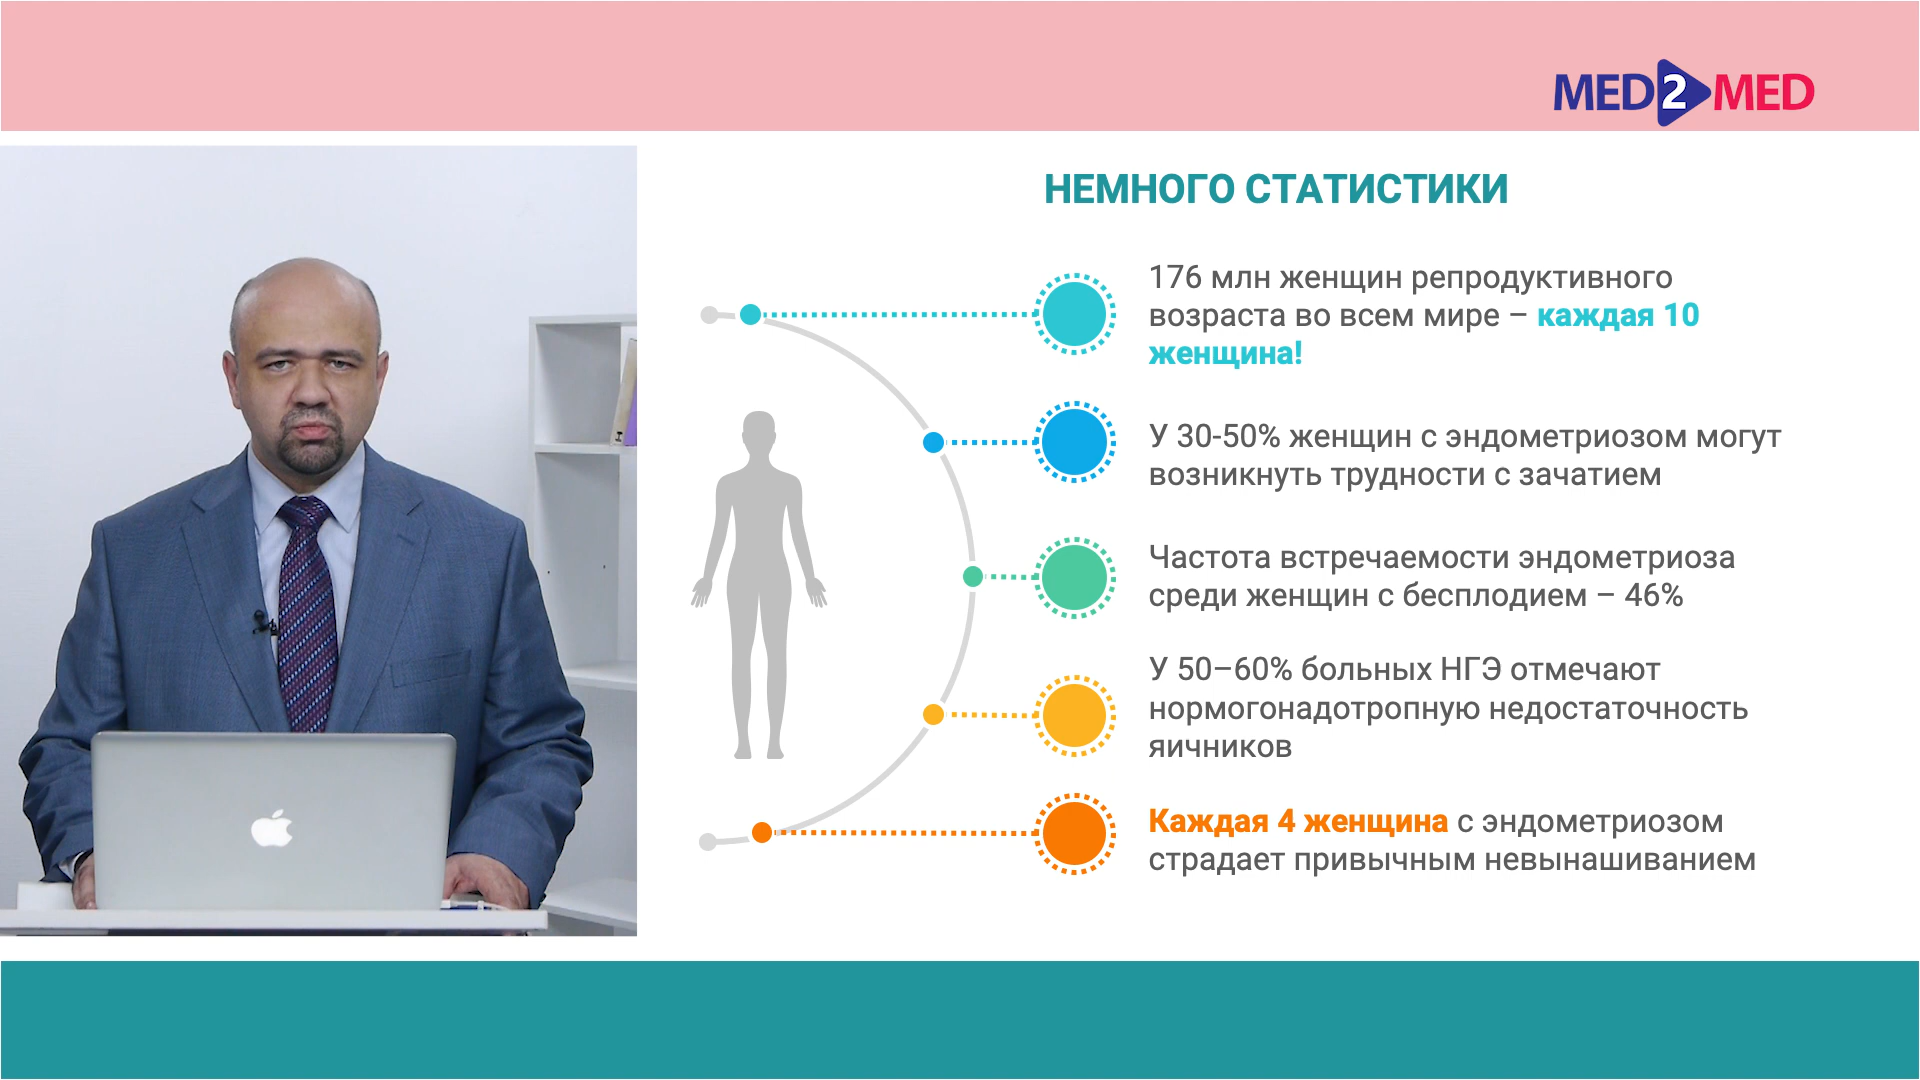 MED2MED
НЕМНОГО СТАТИСТИКИ
176 млн женщин репродуктивного
возраста во всем мире – каждая 10
женщина!
У 30-50% женщин с эндометриозом могут
возникнуть трудности с зачатием
Частота встречаемости эндометриоза
среди женщин с бесплодием – 46%
У 50–60% больных НГЭ отмечают
нормогонадотропную недостаточность
яичников
Каждая 4 женщина с эндометриозом
страдает привычным невынашиванием